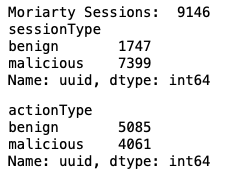 Moriarty Sessions:  9146
sessionType
benign       1747
malicious    7399
Name: uuid, dtype: int64

actionType
benign       5085
malicious    4061
Name: uuid, dtype: int64